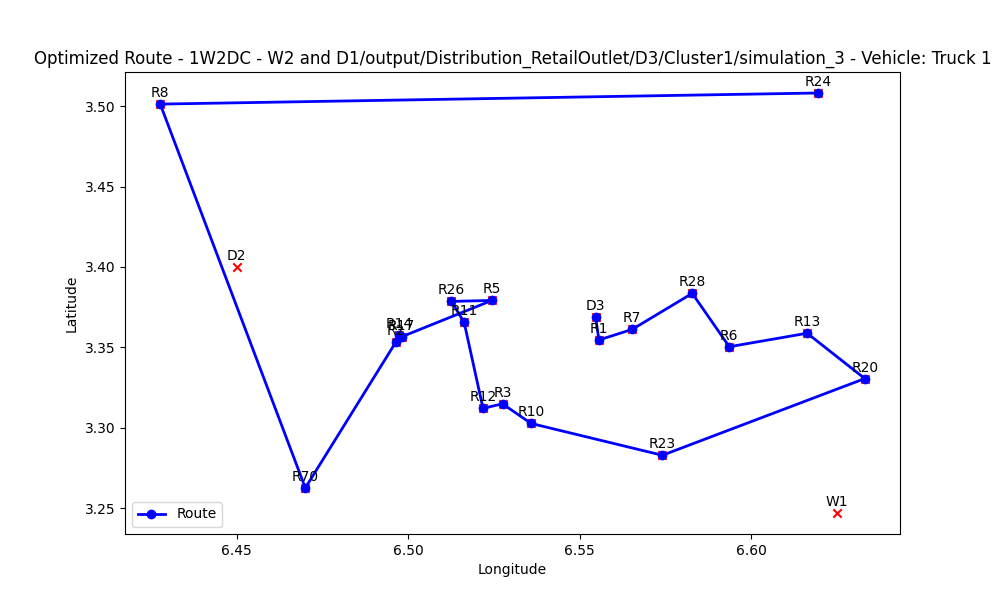 Optimized Route - 1W2DC - W2 and D1/output/Distribution_RetailOutlet/D3/Cluster1/simulation_3 - Vehicle: Truck 1
R24
R8
3.50
3.45
D2
3.40
R28
R26
R5
D3
R11
R7
R13
R1
R6
R14
R17
3.35
R20
R12
R3
R10
3.30
R23
R70
W1
3.25
Route
6.45
6.50
6.55
6.60
Longitude
Latitude